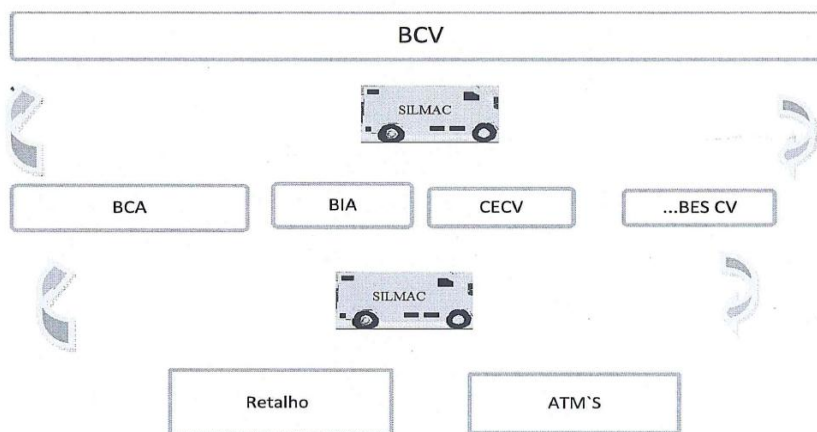 BCV
SILMAC
BCA
BIA
CECV
...BES CV
SILMAC
Retalho
ATM`S